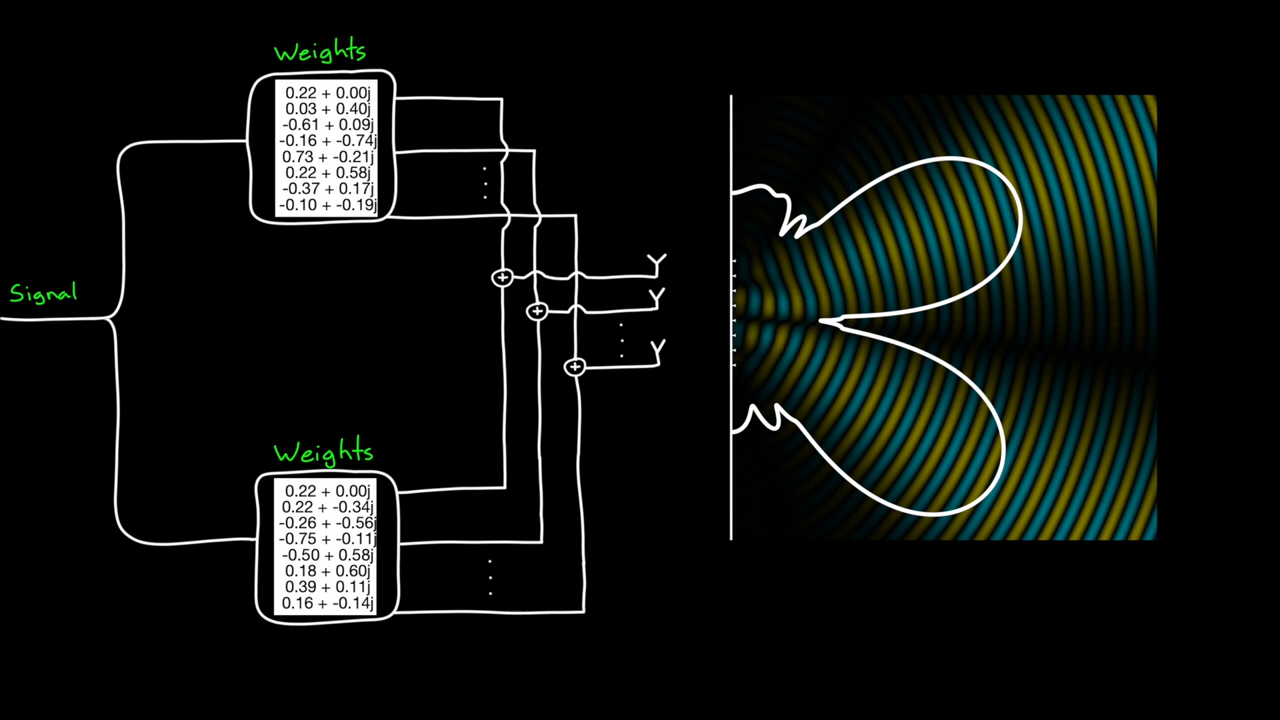 Weights
0.22 + 0.00j
0.03 + 0.40j
-0.61 + 0.09j
-0.16 + -0.74j
0.73 + -0.21j
0.22 + 0.58j
-0.37 + 0.17j
-0.10 + -0.19j
Signal
+
+
+
Weights
0.22 + 0.00j
0.22 + -0.34j
-0.26 + -0.56j
-0.75 + -0.11j
-0.50 + 0.58j
0.18 + 0.60j
0.39 + 0.11j
0.16 + -0.14j